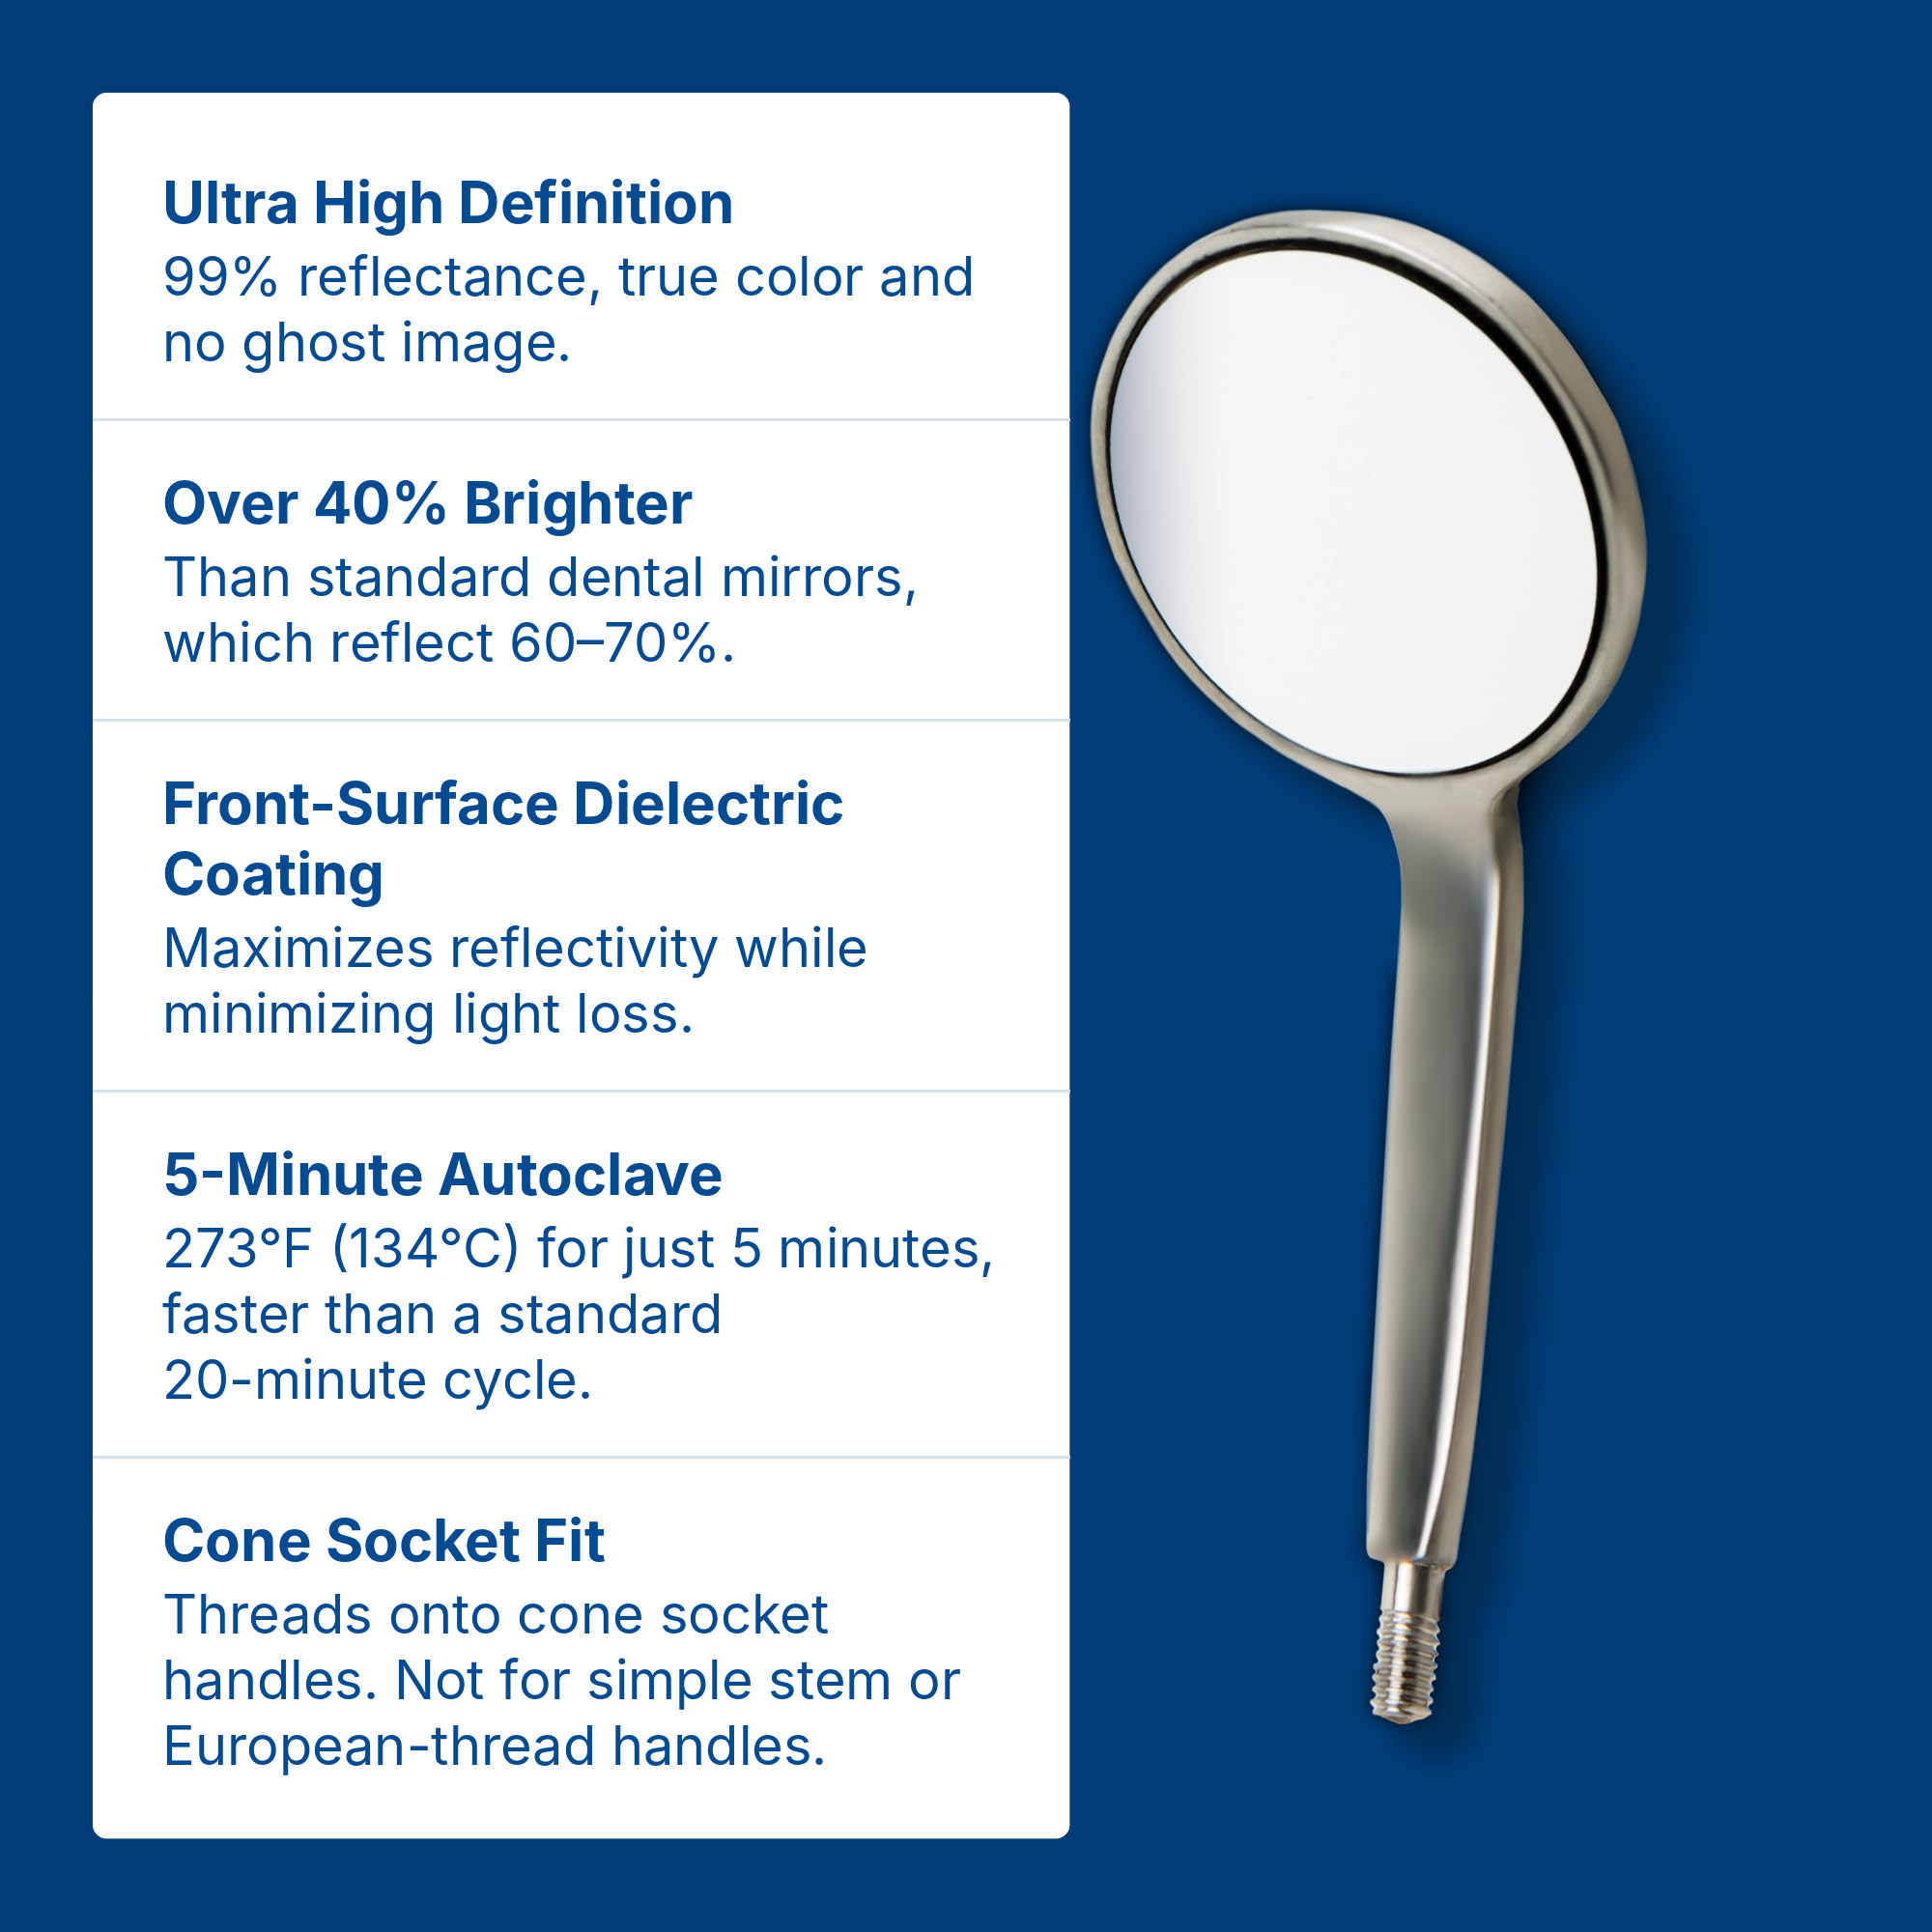 Ultra High Definition
99% reflectance, true color and
no ghost image.
Over 40% Brighter
Than standard dental mirrors,
which reflect 60–70%.
Front-Surface Dielectric
Coating
Maximizes reflectivity while
minimizing light loss.
5-Minute Autoclave
273°F (134°C) for just 5 minutes,
faster than a standard
20-minute cycle.
Cone Socket Fit
Threads onto cone socket
handles. Not for simple stem or
European-thread handles.